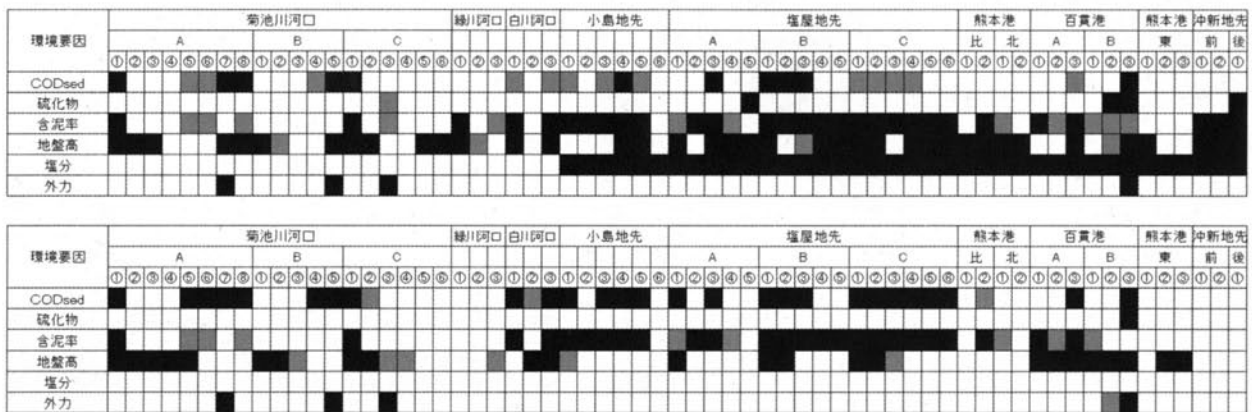 環境要因 菊池川河口 緑川河口 白川河口 小島地先 塩屋地先 熊本港 百貫港 熊本港 沖新地先
A B C A B C 比 北 A B 東 前 後
①②③④⑤⑥⑦⑧①②③④⑤①②③④⑤⑥①②③①②③①②③④⑤⑥①②③④⑤①②③④⑤①②③④⑤⑥①②①②①②③①②③①②③①②①
CODsed
硫化物
含泥率
地盤高
塩分
外力
環境要因 菊池川河口 緑川河口 白川河口 小島地先 塩屋地先 熊本港 百貫港 熊本港 沖新地先
A B C A B C 比 北 A B 東 前 後
①②③④⑤⑥⑦⑧①②③④⑤①②③④⑤⑥①②③①②③①②③④⑤⑥①②③④⑤①②③④⑤①②③④⑤⑥①②①②①②③①②③①②③①②①
CODsed
硫化物
含泥率
地盤高
塩分
外力